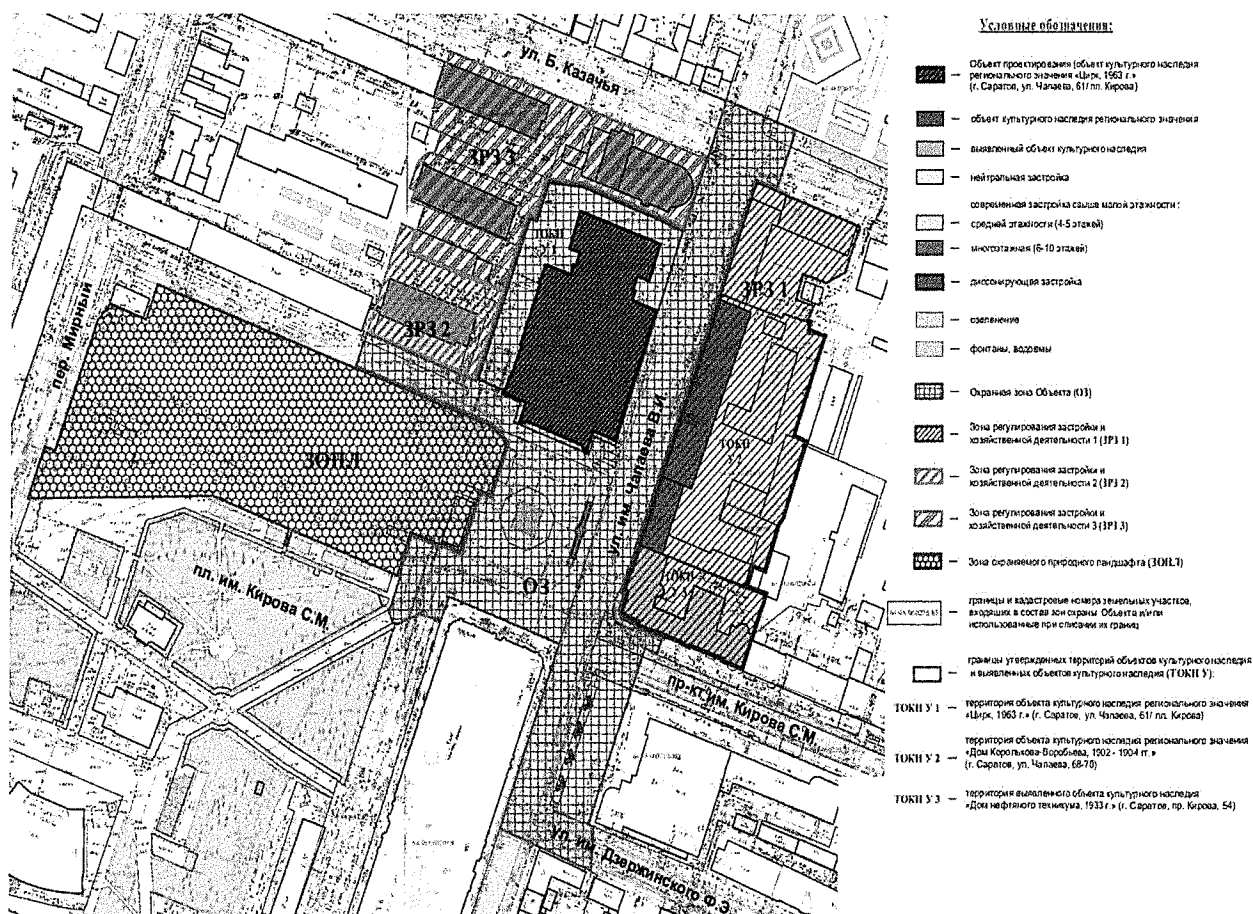 ул. Б. Казачья
ЗРЗ 3
ТОКН
У 1
ЗРЗ 1
пер. Мирный
ЗРЗ 2
ул. им. Чапаева В.И.
ТОКН
У 2
ЗОПЛ
пл. им. Кирова С.М.
ОЗ
ТОКН
У 3
пр-кт им. Кирова С.М.
Ул. им. Дзержинского Ф.Э.
Условные обозначения:
Объект проектирования (объект культурного наследия
регионального значения «Цирк, 1963 г.»
(г. Саратов, ул. Чапаева, 61/ пл. Кирова)
объект культурного наследия регионального значения
выявленный объект культурного наследия
нейтральная застройка
современная застройка свыше малой этажности:
средней этажности (4-5 этажей)
многоэтажная (6-10 этажей)
диссонирующая застройка
озеленение
фонтаны, водоемы
Охранная зона Объекта (ОЗ)
Зона регулирования застройки и
хозяйственной деятельности 1 (ЗРЗ 1)
Зона регулирования застройки и
хозяйственной деятельности 2 (ЗРЗ 2)
Зона регулирования застройки и
хозяйственной деятельности 3 (ЗРЗ 3)
Зона охраняемого природного ландшафта (ЗОПЛ)
границы и кадастровые номера земельных участков,
входящих в состав зон охраны Объекта и/или
использованные при описании их границ
границы утвержденных территорий объектов культурного наследия
и выявленных объектов культурного наследия (ТОКН У):
ТОКН У 1 – территория объекта культурного наследия регионального значения
«Цирк, 1963 г.» (г. Саратов, ул. Чапаева, 61/ пл. Кирова)
ТОКН У 2 – территория объекта культурного наследия регионального значения
«Дом Королькова-Воробьева, 1902 - 1904 гг.»
(г. Саратов, ул. Чапаева, 68-70)
ТОКН У 3 – территория выявленного объекта культурного наследия
«Дом нефтяного техникума, 1933 г.» (г. Саратов, пр. Кирова, 54)